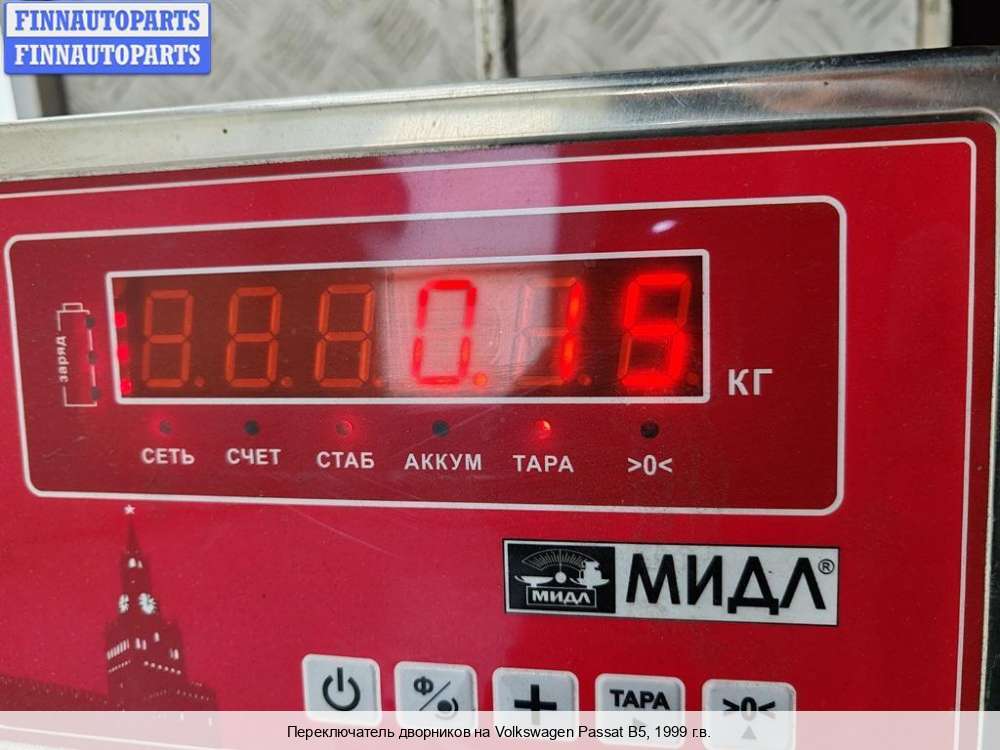 FINNAUTOPARTS
FINNAUTOPARTS
заряд
0.15
КГ
СЕТЬ СЧЕТ СТАБ АККУМ ТАРА >0<
МИДЛ МИДЛ®
Ф
+ ТАРА >0<
Переключатель дворников на Volkswagen Passat B5, 1999 г.в.